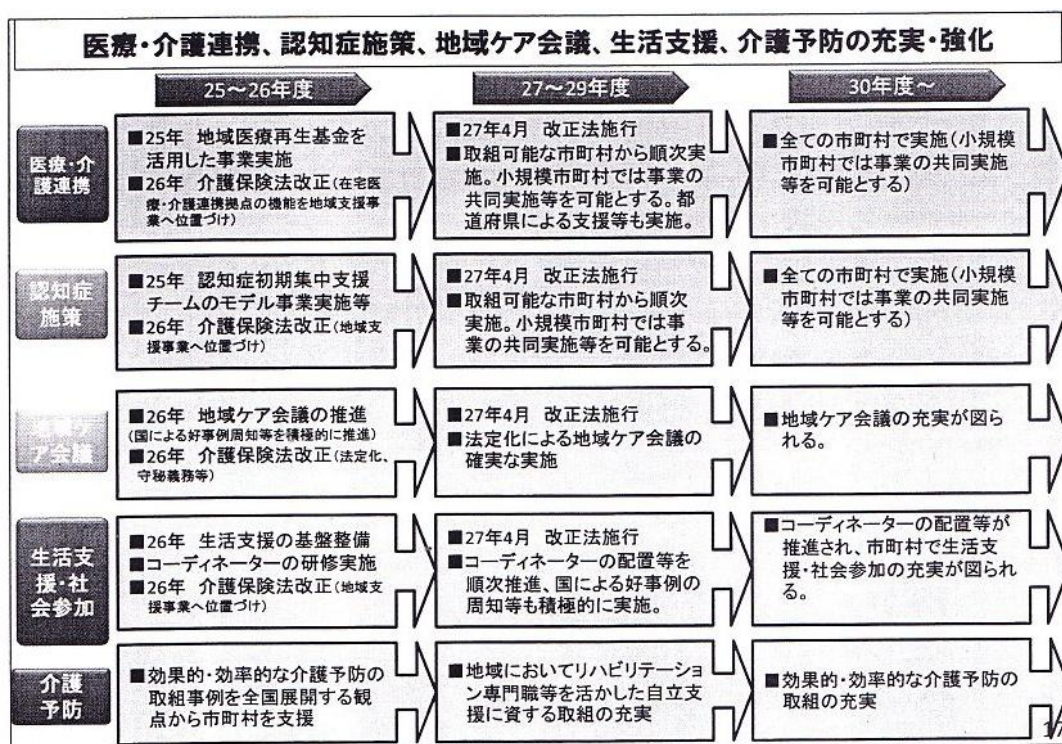 医療・介護連携、認知症施策、地域ケア会議、生活支援、介護予防の充実・強化
25～26年度
27～29年度
30年度～
医療・介
護連携
■25年 地域医療再生基金を
活用した事業実施
■26年 介護保険法改正(在宅医
療・介護連携拠点の機能を地域支援事
業へ位置づけ)
■27年4月 改正法施行
■取組可能な市町村から順次実
施。小規模市町村では事業の
共同実施等を可能とする。都
道府県による支援等も実施。
■全ての市町村で実施(小規模
市町村では事業の共同実施
等を可能とする)
認知症
施策
■25年 認知症初期集中支援
チームのモデル事業実施等
■26年 介護保険法改正(地域支
援事業へ位置づけ)
■27年4月 改正法施行
■取組可能な市町村から順次
実施。小規模市町村では事
業の共同実施等を可能とする。
■全ての市町村で実施(小規模
市町村では事業の共同実施
等を可能とする)
ア会議
■26年 地域ケア会議の推進
(国による好事例周知等を積極的に推進)
■26年 介護保険法改正(法定化、
守秘義務等)
■27年4月 改正法施行
■法定化による地域ケア会議の
確実な実施
■地域ケア会議の充実が図ら
れる。
生活支
援・社
会参加
■26年 生活支援の基盤整備
■コーディネーターの研修実施
■26年 介護保険法改正(地域支
援事業へ位置づけ)
■27年4月 改正法施行
■コーディネーターの配置等を
順次推進、国による好事例の
周知等も積極的に実施。
■コーディネーターの配置等が
推進され、市町村で生活支
援・社会参加の充実が図られ
る。
介護
予防
■効果的・効率的な介護予防の
取組事例を全国展開する観
点から市町村を支援
■地域においてリハビリテーショ
ン専門職等を活かした自立支
援に資する取組の充実
■効果的・効率的な介護予防の
取組の充実
17